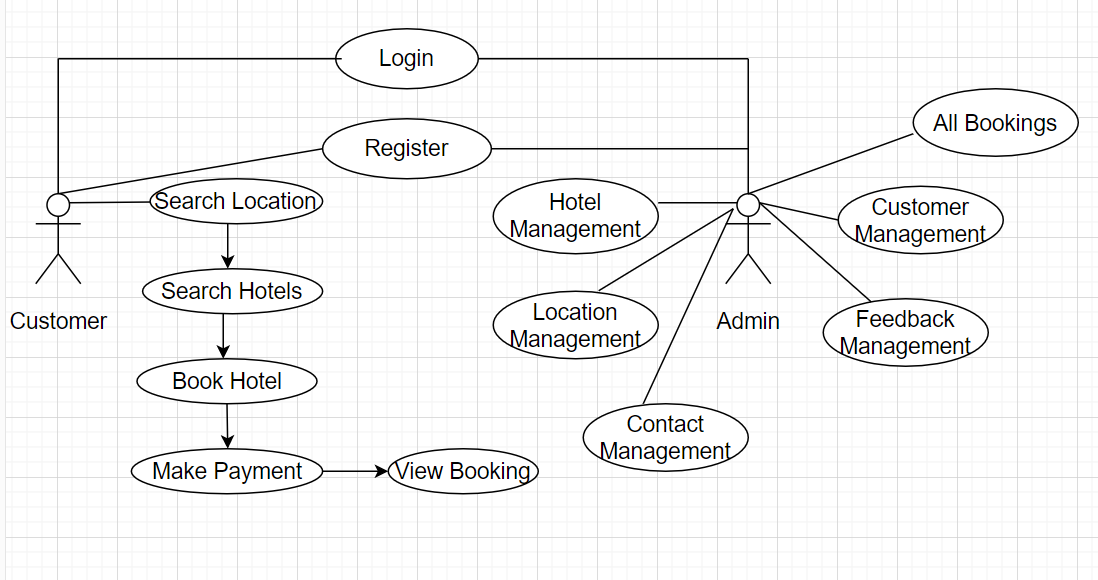 Login
Register
All Bookings
Search Location
Hotel
Management
Customer
Management
Search Hotels
Customer
Location
Management
Admin
Feedback
Management
Book Hotel
Contact
Management
Make Payment
View Booking